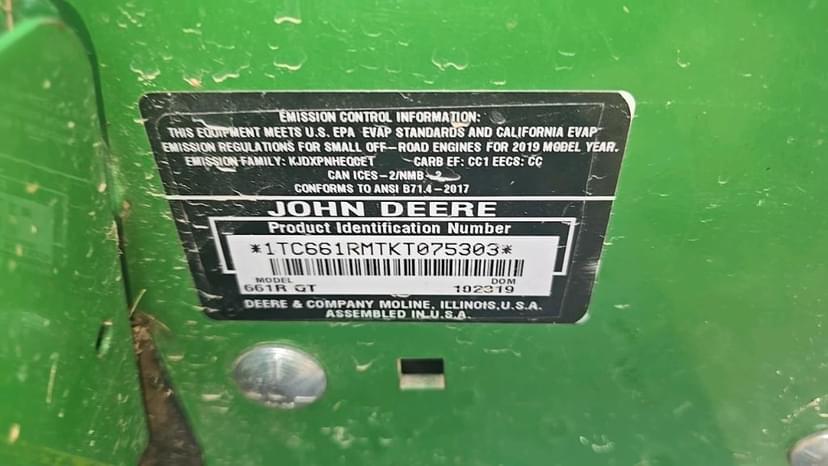 EMISSION CONTROL INFORMATION:
THIS EQUIPMENT MEETS U.S. EPA EVAP STANDARDS AND CALIFORNIA EVAP
EMISSION REGULATIONS FOR SMALL OFF-ROAD ENGINES FOR 2019 MODEL YEAR.
EMISSION FAMILY: KJDXPNHEQCET CARB EF: CC1 EECS: CC
CAN ICES-2/NMB-2
CONFORMS TO ANSI B71.4-2017
JOHN DEERE
Product Identification Number
*1TC661RMTKT075303*
MODEL DOM
661R GT 102319
DEERE & COMPANY MOLINE, ILLINOIS, U.S.A.
ASSEMBLED IN U.S.A.